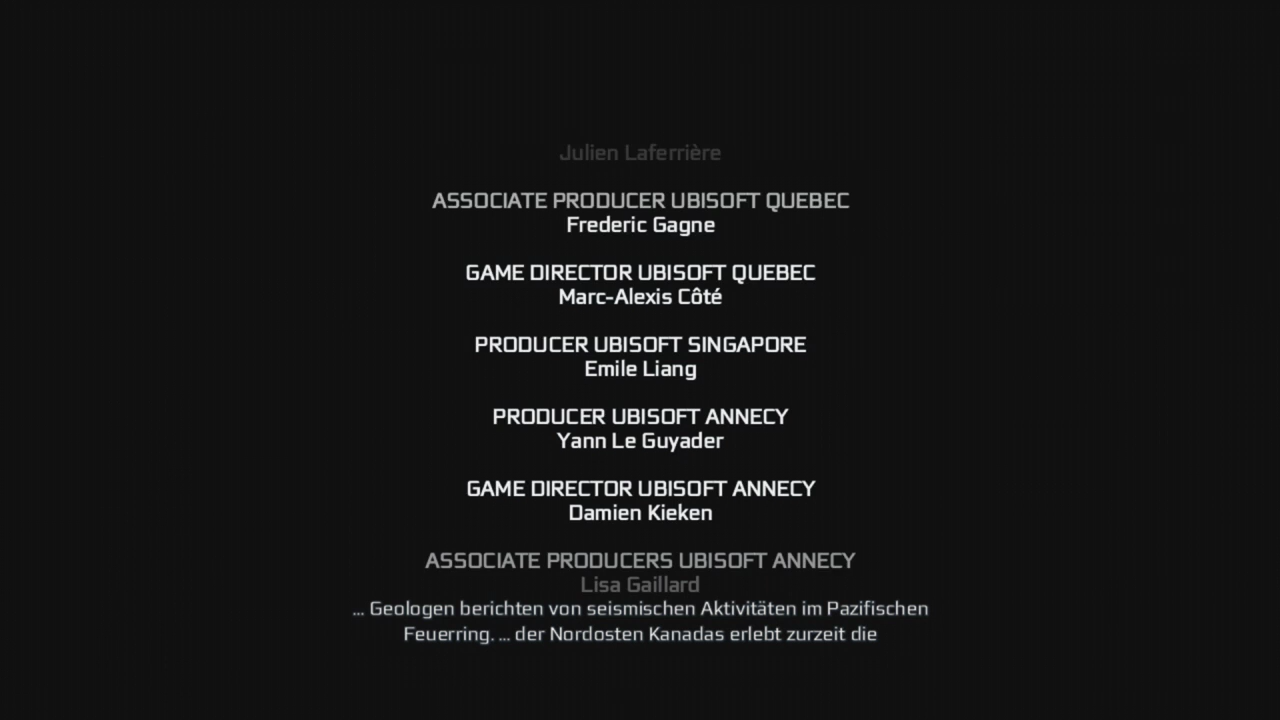 Julien Laferrière
ASSOCIATE PRODUCER UBISOFT QUEBEC
Frederic Gagne
GAME DIRECTOR UBISOFT QUEBEC
Marc-Alexis Côté
PRODUCER UBISOFT SINGAPORE
Emile Liang
PRODUCER UBISOFT ANNECY
Yann Le Guyader
GAME DIRECTOR UBISOFT ANNECY
Damien Kieken
ASSOCIATE PRODUCERS UBISOFT ANNECY
Lisa Gaillard
... Geologen berichten von seismischen Aktivitäten im Pazifischen
Feuerring. ... der Nordosten Kanadas erlebt zurzeit die